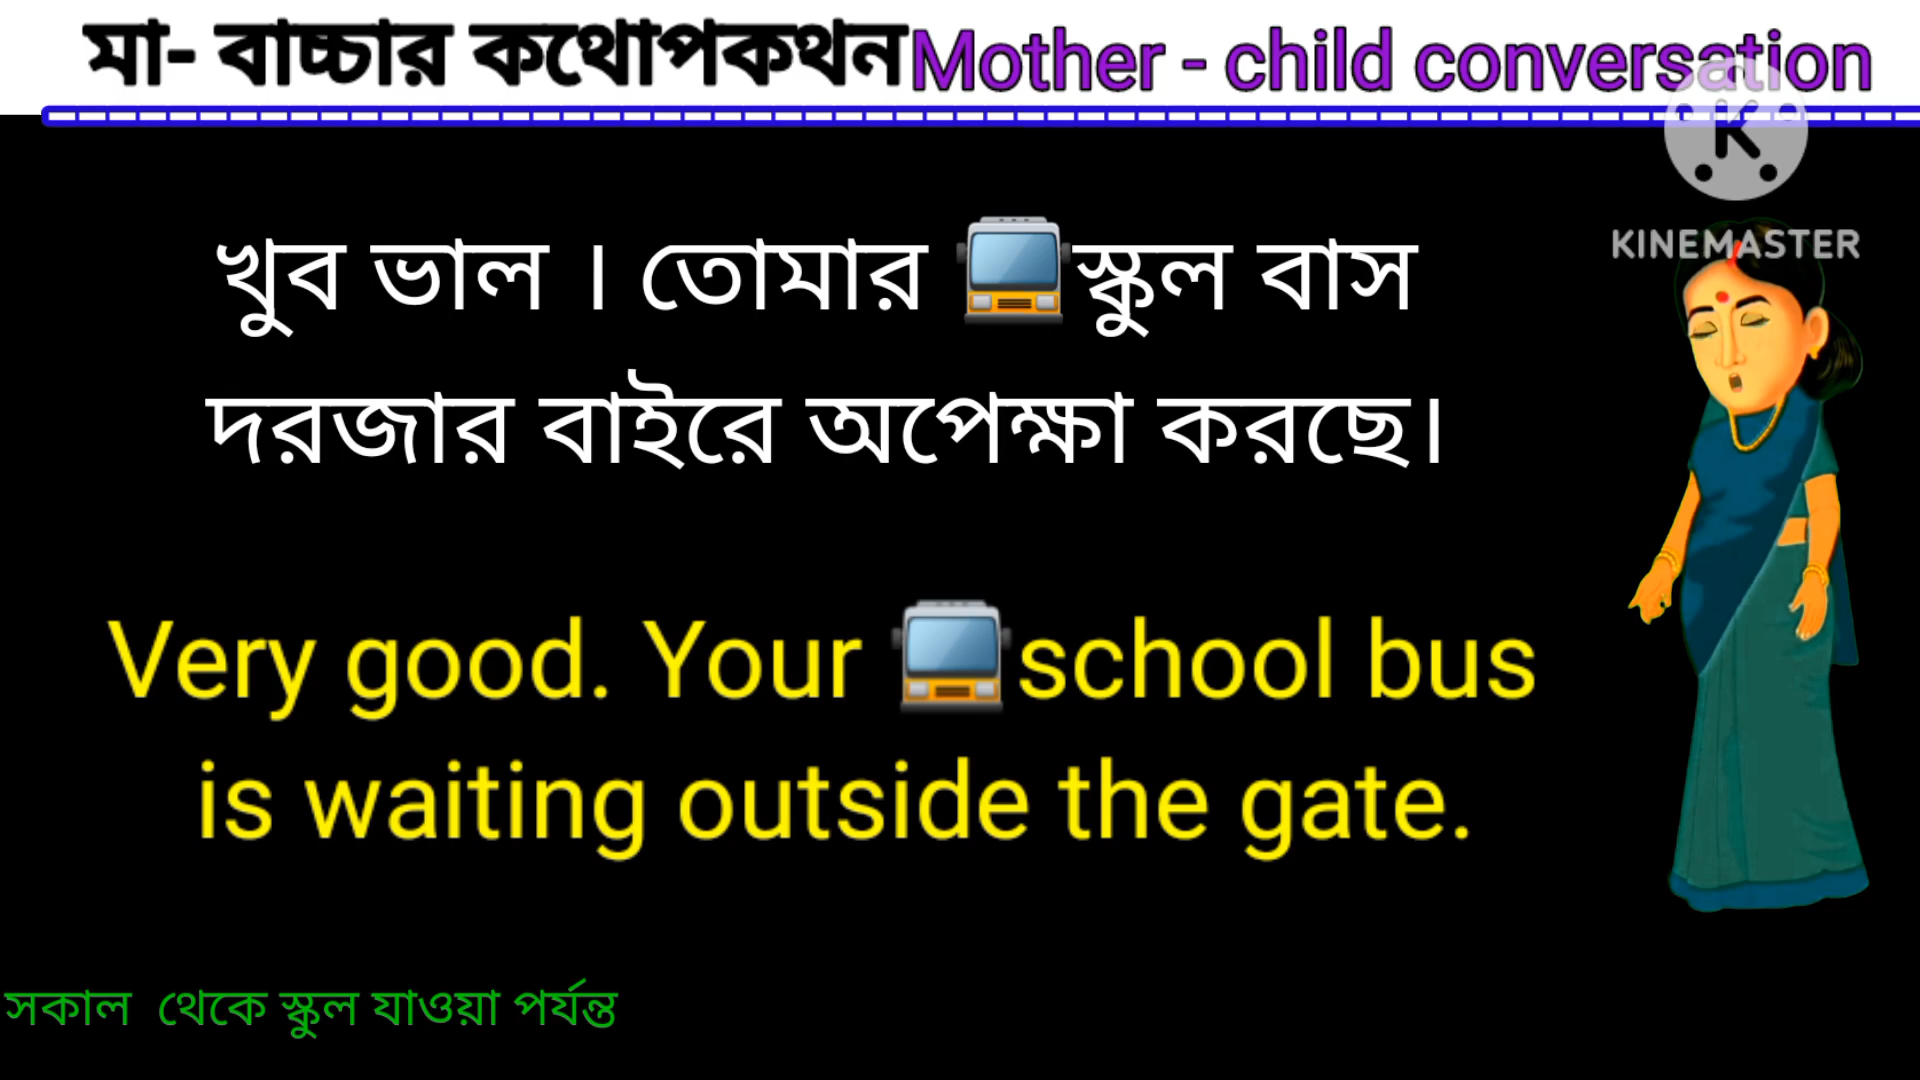 মা- বাচ্চার কথোপকথন Mother - child conversation
K
KINEMASTER
খুব ভাল । তোমার 🚍স্কুল বাস
দরজার বাইরে অপেক্ষা করছে।
Very good. Your 🚍school bus
is waiting outside the gate.
সকাল থেকে স্কুল যাওয়া পর্যন্ত